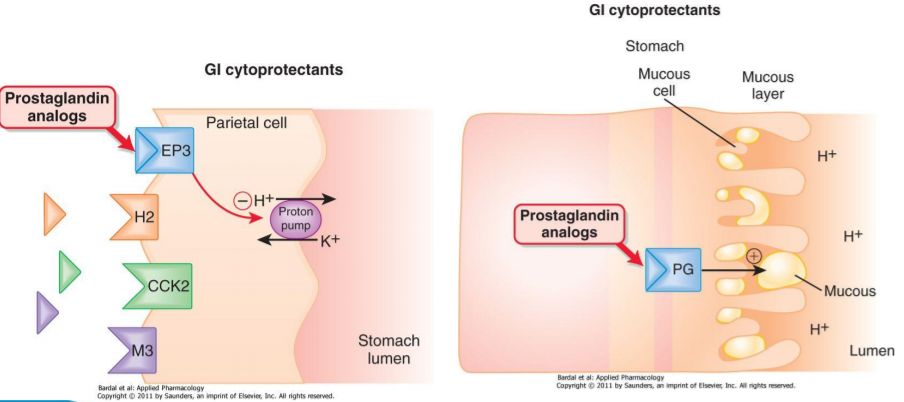 GI cytoprotectants
Prostaglandin
analogs
Parietal cell
EP3
H2
CCK2
M3
− H+
Proton
pump
K+
Stomach
lumen
Bardal et al: Applied Pharmacology
Copyright © 2011 by Saunders, an imprint of Elsevier, Inc. All rights reserved.
GI cytoprotectants
Stomach
Mucous
cell
Mucous
layer
H+
Prostaglandin
analogs
H+
PG
+
Mucous
H+
Lumen
Bardal et al: Applied Pharmacology
Copyright © 2011 by Saunders, an imprint of Elsevier, Inc. All rights reserved.